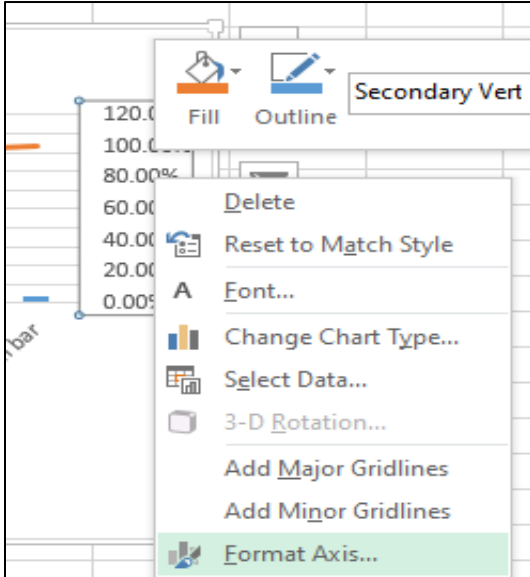 Fill
Outline
Secondary Vert
120.0
100.00%
80.00%
60.00
40.00
20.00
0.00%
bar
Delete
Reset to Match Style
A Font...
Change Chart Type...
Select Data...
3-D Rotation...
Add Major Gridlines
Add Minor Gridlines
Format Axis...